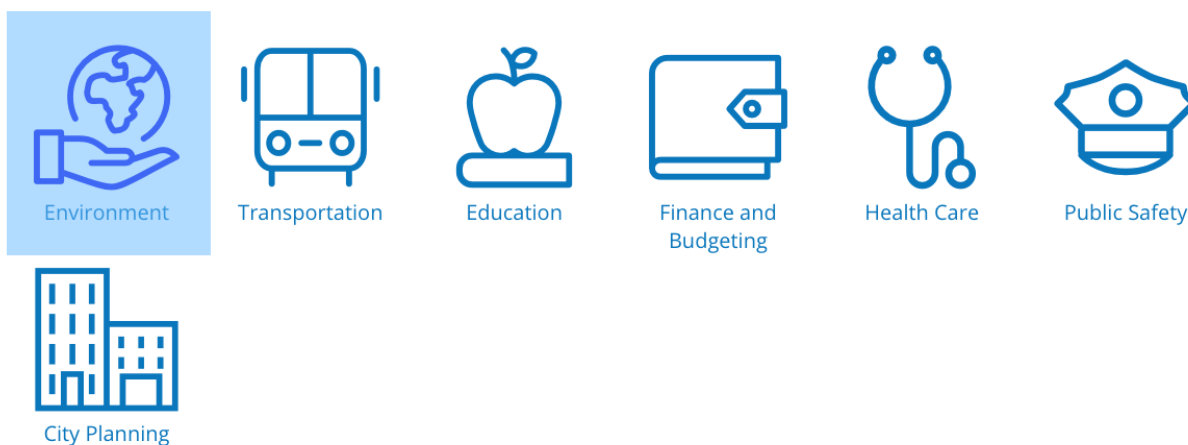 Environment
Transportation
Education
Finance and
Budgeting
Health Care
Public Safety
City Planning